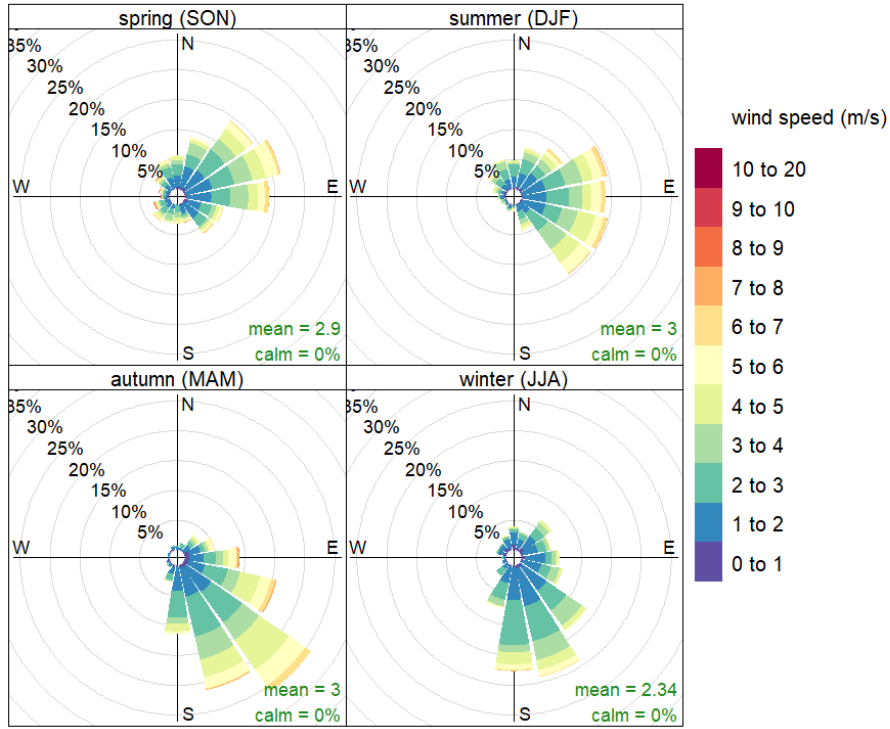 spring (SON)
35%
30%
25%
20%
15%
10%
5%
N
W
E
S
mean = 2.9
calm = 0%
summer (DJF)
35%
30%
25%
20%
15%
10%
5%
N
W
E
S
mean = 3
calm = 0%
autumn (MAM)
35%
30%
25%
20%
15%
10%
5%
N
W
E
S
mean = 3
calm = 0%
winter (JJA)
35%
30%
25%
20%
15%
10%
5%
N
W
E
S
mean = 2.34
calm = 0%
wind speed (m/s)
10 to 20
9 to 10
8 to 9
7 to 8
6 to 7
5 to 6
4 to 5
3 to 4
2 to 3
1 to 2
0 to 1